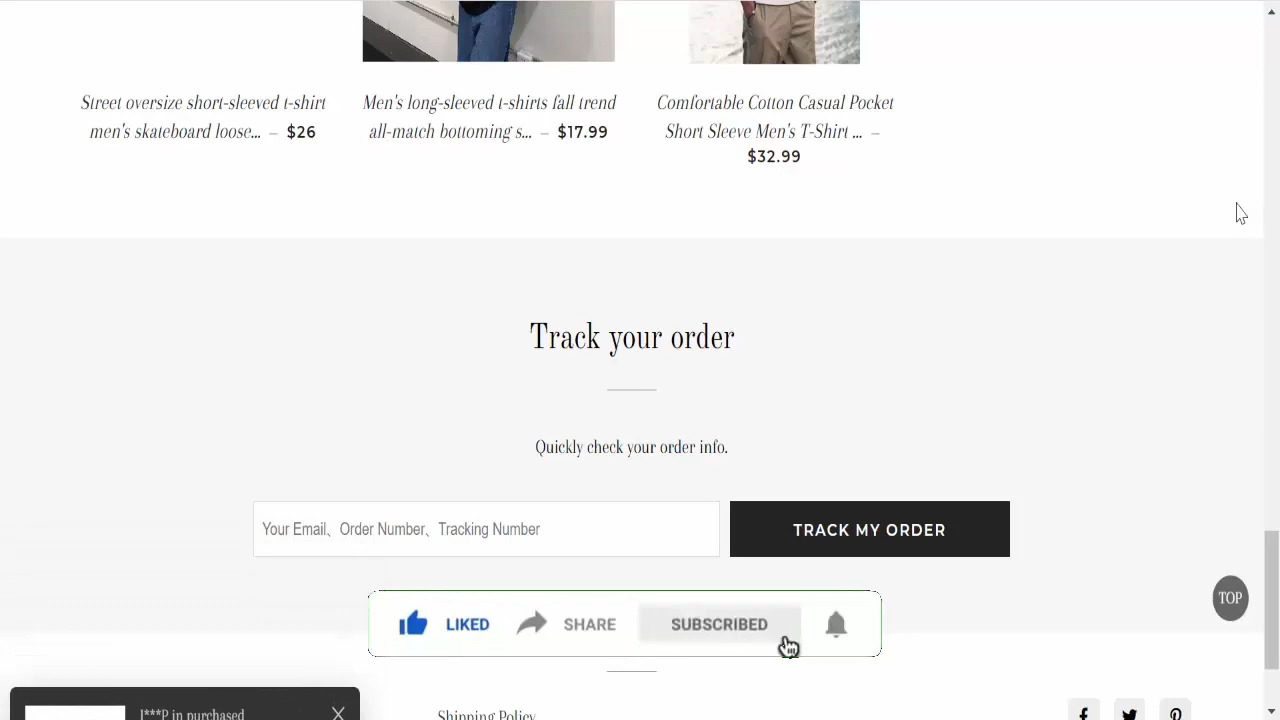 Street oversize short-sleeved t-shirt
men's skateboard loose... – $26
Men's long-sleeved t-shirts fall trend
all-match bottoming s... – $17.99
Comfortable Cotton Casual Pocket
Short Sleeve Men's T-Shirt ... –
$32.99
Track your order
Quickly check your order info.
Your Email、Order Number、Tracking Number
TRACK MY ORDER
TOP
LIKED SHARE SUBSCRIBED
J***P in purchased
Shipping Policy